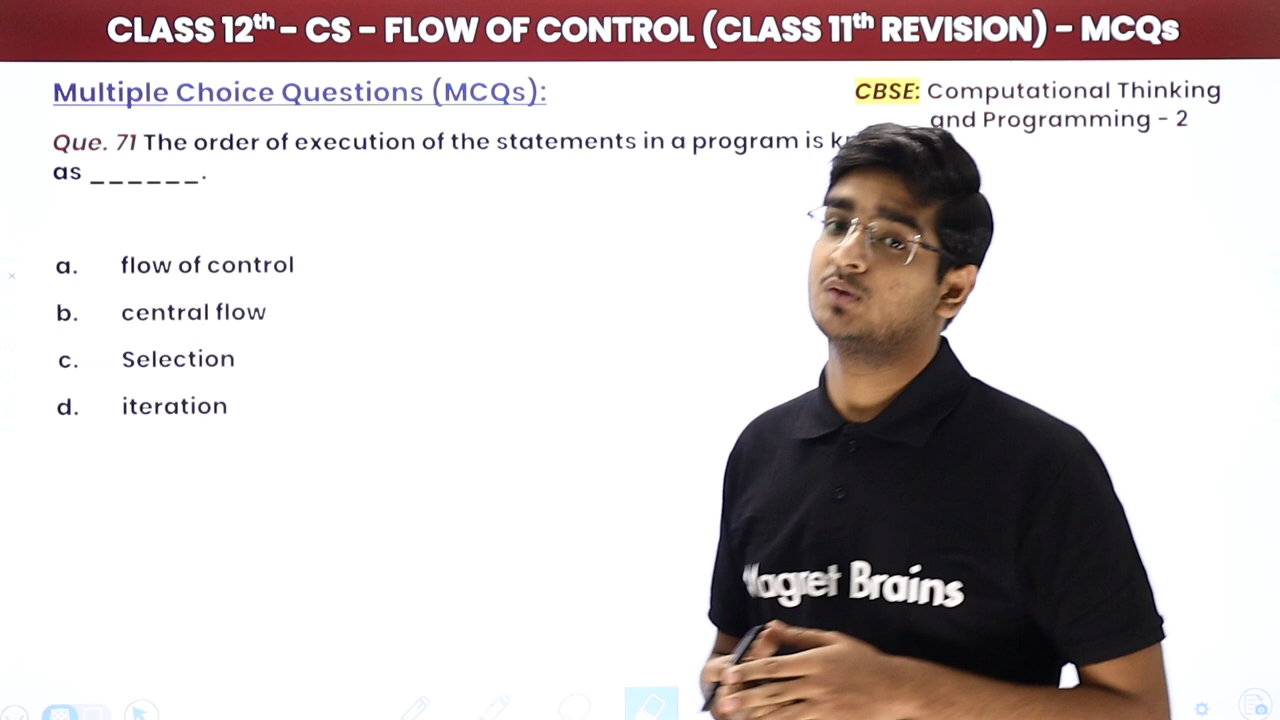 CLASS 12th - CS - FLOW OF CONTROL (CLASS 11th REVISION) - MCQs
Multiple Choice Questions (MCQs):
CBSE: Computational Thinking
and Programming - 2
Que. 71 The order of execution of the statements in a program is
as ______.
a. flow of control
b. central flow
c. Selection
d. iteration
Magnet Brains